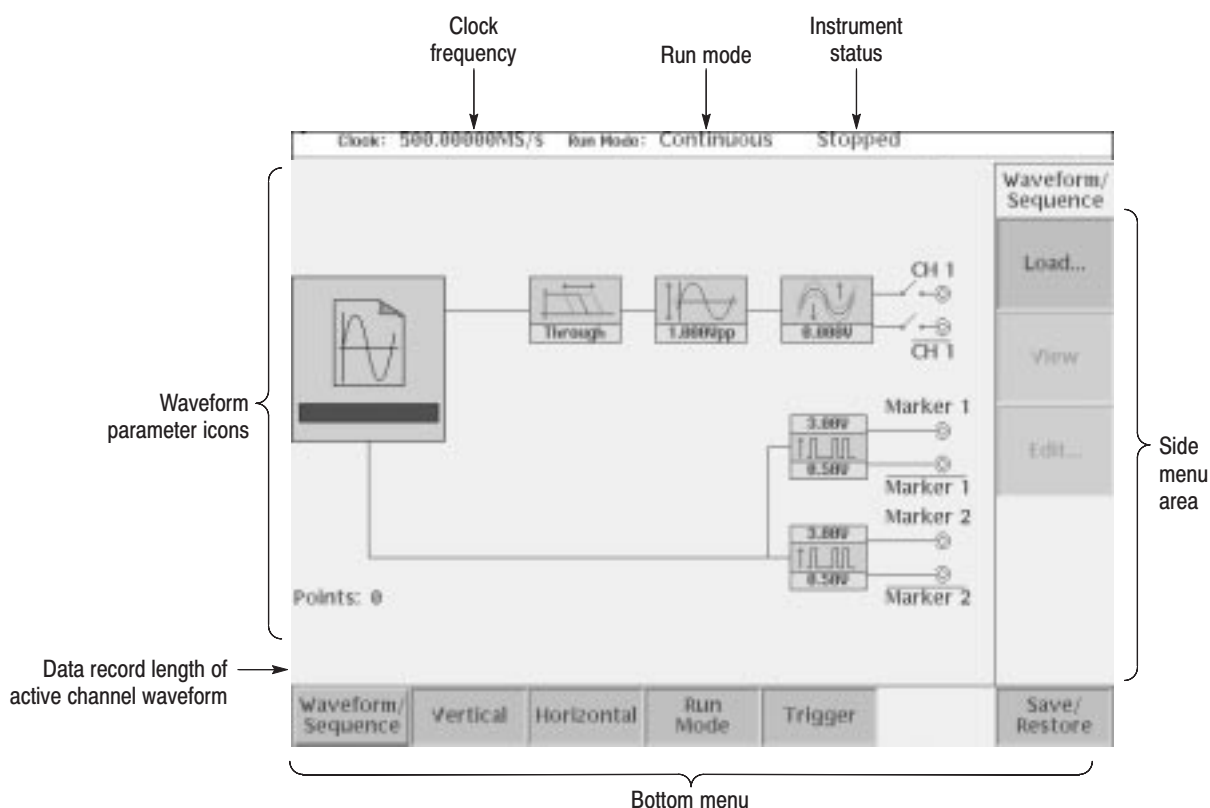 Clock
frequency
Run mode
Instrument
status
Clock: 500.00000MS/s Run Mode: Continuous Stopped
Waveform/
Sequence
Load...
View
Edit...
Side
menu
area
Waveform
parameter icons
Through
1.000Vpp
0.000V
CH 1
CH 1
3.00V
0.50V
Marker 1
Marker 1
3.00V
0.50V
Marker 2
Marker 2
Points: 0
Data record length of
active channel waveform
Waveform/
Sequence
Vertical
Horizontal
Run
Mode
Trigger
Save/
Restore
Bottom menu